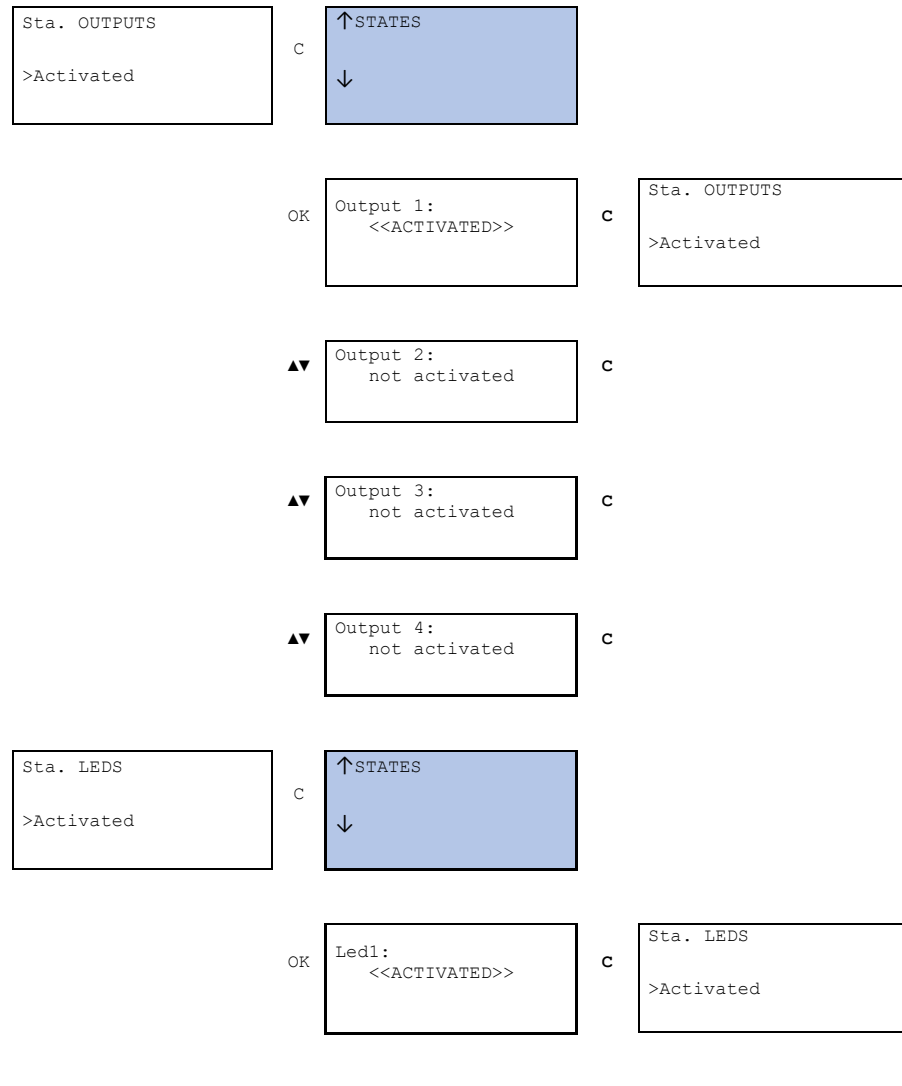 Sta. OUTPUTS
>Activated
C
↑STATES
↓
OK
Output 1:
<<ACTIVATED>>
C
Sta. OUTPUTS
>Activated
▲▼
Output 2:
not activated
C
▲▼
Output 3:
not activated
C
▲▼
Output 4:
not activated
C
Sta. LEDS
>Activated
C
↑STATES
↓
OK
Led1:
<<ACTIVATED>>
C
Sta. LEDS
>Activated